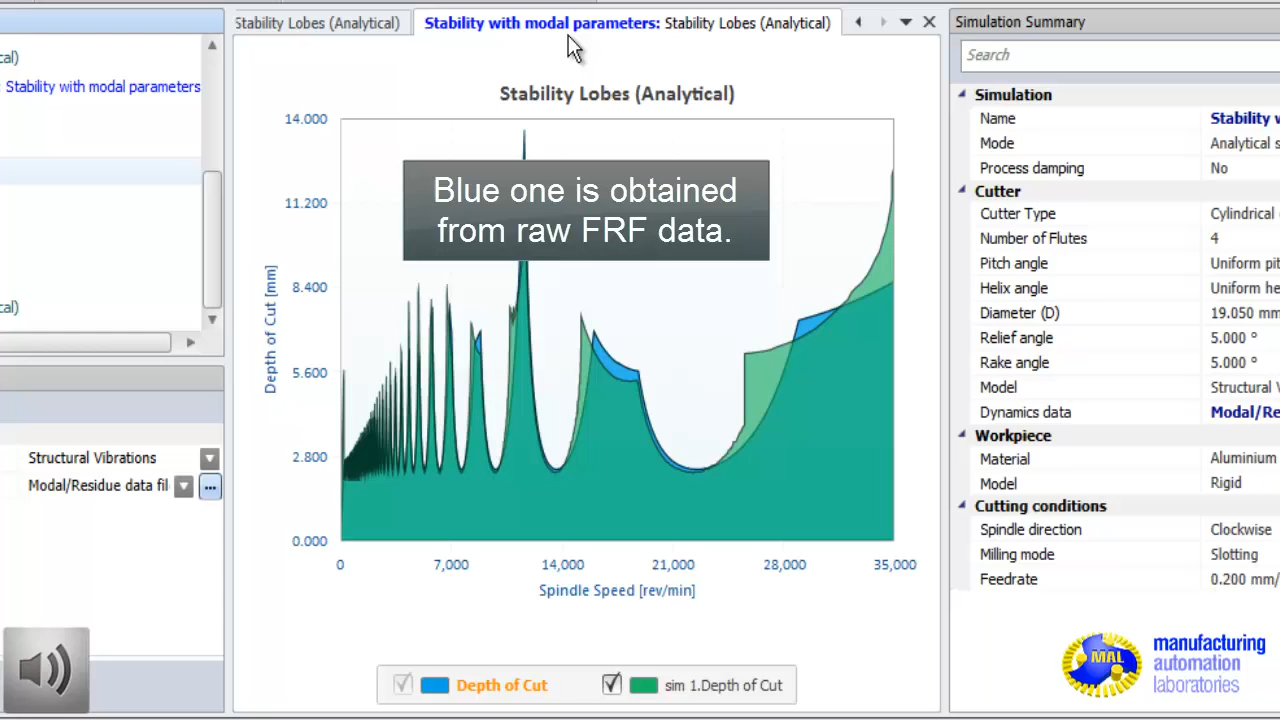 Stability Lobes (Analytical)
Stability with modal parameters: Stability Lobes (Analytical)
cal)
: Stability with modal parameters
cal)
Structural Vibrations
Modal/Residue data fil
...
Stability Lobes (Analytical)
Blue one is obtained
from raw FRF data.
Depth of Cut [mm]
14.000
11.200
8.400
5.600
2.800
0.000
0
7,000
14,000
21,000
28,000
35,000
Spindle Speed [rev/min]
Depth of Cut
sim 1.Depth of Cut
Simulation Summary
Search
Simulation
Name Stability
Mode Analytical s
Process damping No
Cutter
Cutter Type Cylindrical
Number of Flutes 4
Pitch angle Uniform pit
Helix angle Uniform he
Diameter (D) 19.050 mm
Relief angle 5.000 °
Rake angle 5.000 °
Model Structural V
Dynamics data Modal/Re
Workpiece
Material Aluminium
Model Rigid
Cutting conditions
Spindle direction Clockwise
Milling mode Slotting
Feedrate 0.200 mm/
MAL
manufacturing
automation
laboratories